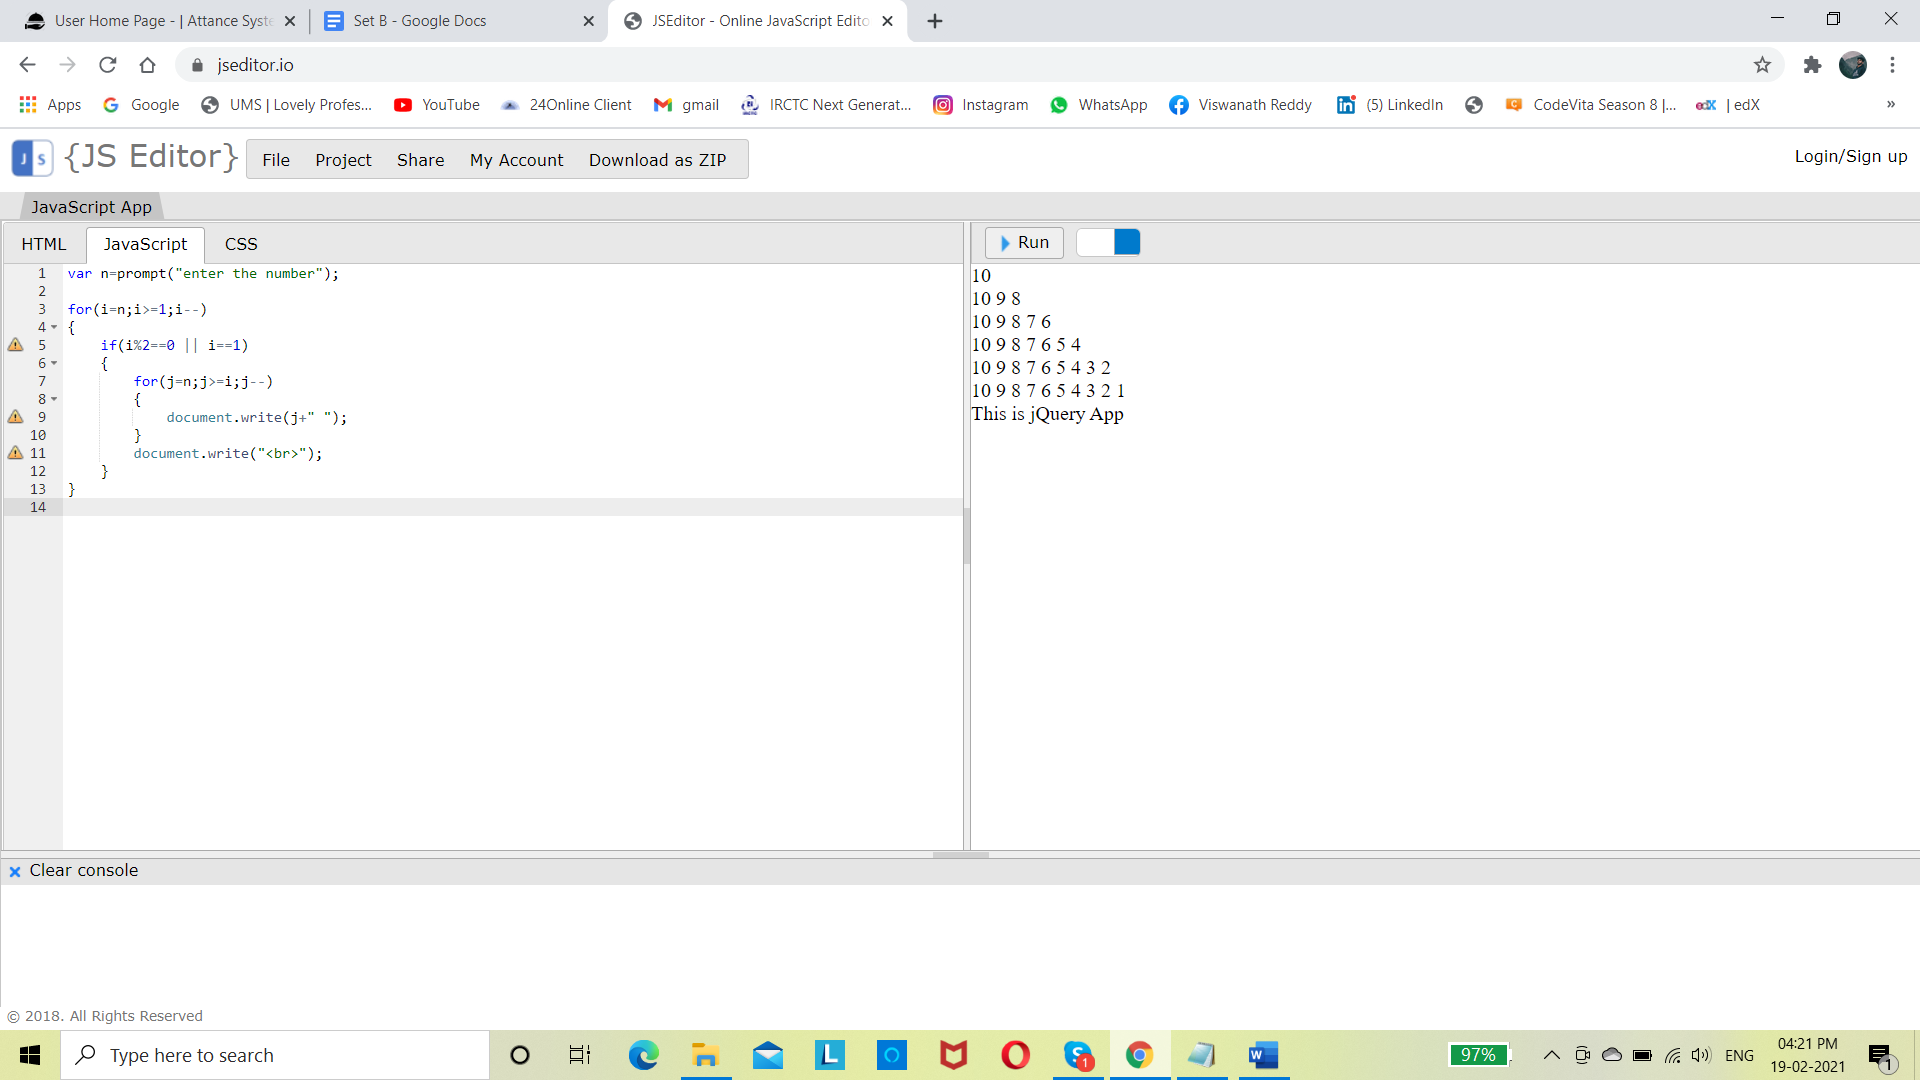 User Home Page - | Attance Syste
Set B - Google Docs
JSEditor - Online JavaScript Edito
jseditor.io
Apps Google UMS | Lovely Profes... YouTube 24Online Client gmail IRCTC Next Generat... Instagram WhatsApp Viswanath Reddy (5) LinkedIn CodeVita Season 8 |... edX | edX »
JS {JS Editor} File Project Share My Account Download as ZIP Login/Sign up
JavaScript App
HTML JavaScript CSS
1 var n=prompt("enter the number");
2
3 for(i=n;i>=1;i--)
4 {
5 if(i%2==0 || i==1)
6 {
7 for(j=n;j>=i;j--)
8 {
9 document.write(j+" ");
10 }
11 document.write("<br>");
12 }
13 }
14
Run
10
10 9 8
10 9 8 7 6
10 9 8 7 6 5 4
10 9 8 7 6 5 4 3 2
10 9 8 7 6 5 4 3 2 1
This is jQuery App
Clear console
© 2018. All Rights Reserved
Type here to search
L
S 1
W
97%
ENG
04:21 PM
19-02-2021
1